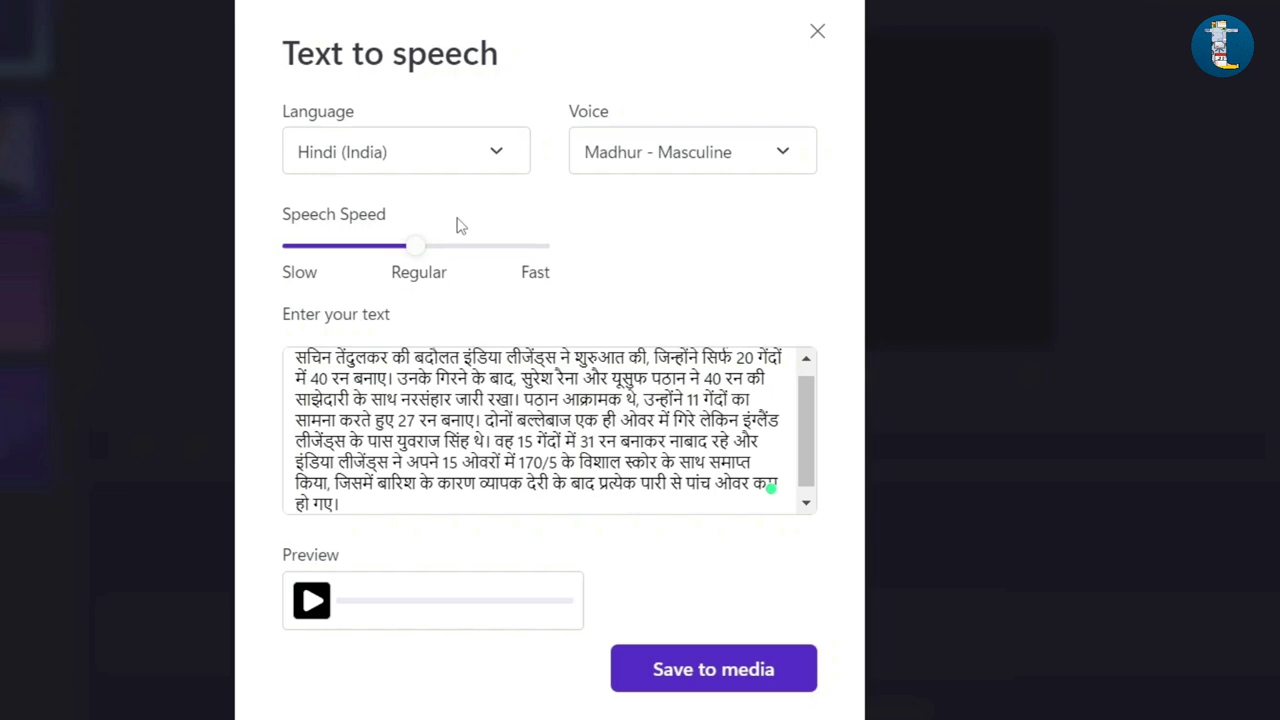 Text to speech
Language
Voice
Hindi (India)
Madhur - Masculine
Speech Speed
Slow
Regular
Fast
Enter your text
सचिन तेंदुलकर की बदोलत इंडिया लीजेंड्स ने शुरुआत की, जिन्होंने सिर्फ 20 गेंदों
में 40 रन बनाए। उनके गिरने के बाद, सुरेश रैना और यूसुफ पठान ने 40 रन की
साझेदारी के साथ नरसंहार जारी रखा। पठान आक्रामक थे, उन्होंने 11 गेंदों का
सामना करते हुए 27 रन बनाए। दोनों बल्लेबाज एक ही ओवर में गिरे लेकिन इंग्लैंड
लीजेंड्स के पास युवराज सिंह थे। वह 15 गेंदों में 31 रन बनाकर नाबाद रहे और
इंडिया लीजेंड्स ने अपने 15 ओवरों में 170/5 के विशाल स्कोर के साथ समाप्त
किया, जिसमें बारिश के कारण व्यापक देरी के बाद प्रत्येक पारी से पांच ओवर कम
हो गए।
Preview
Save to media